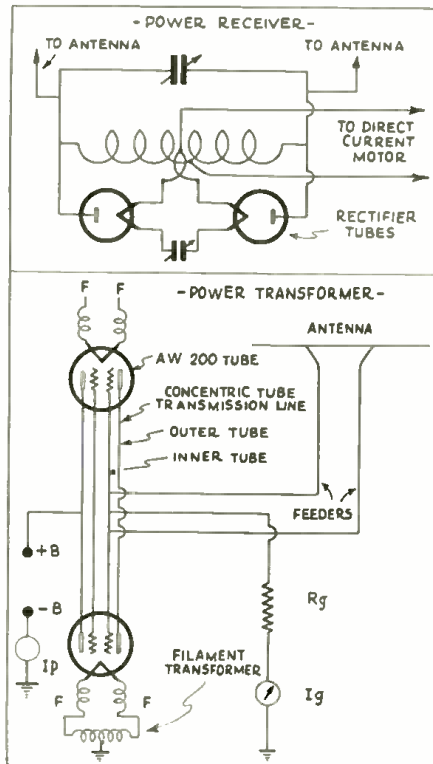 -POWER RECEIVER-
TO ANTENNA
TO ANTENNA
TO DIRECT
CURRENT
MOTOR
RECTIFIER
TUBES
F F
-POWER TRANSFORMER-
ANTENNA
AW 200 TUBE
CONCENTRIC TUBE
TRANSMISSION LINE
OUTER TUBE
INNER TUBE
FEEDERS
+B
-B
Rg
Ip
FILAMENT
TRANSFORMER
Ig
F F